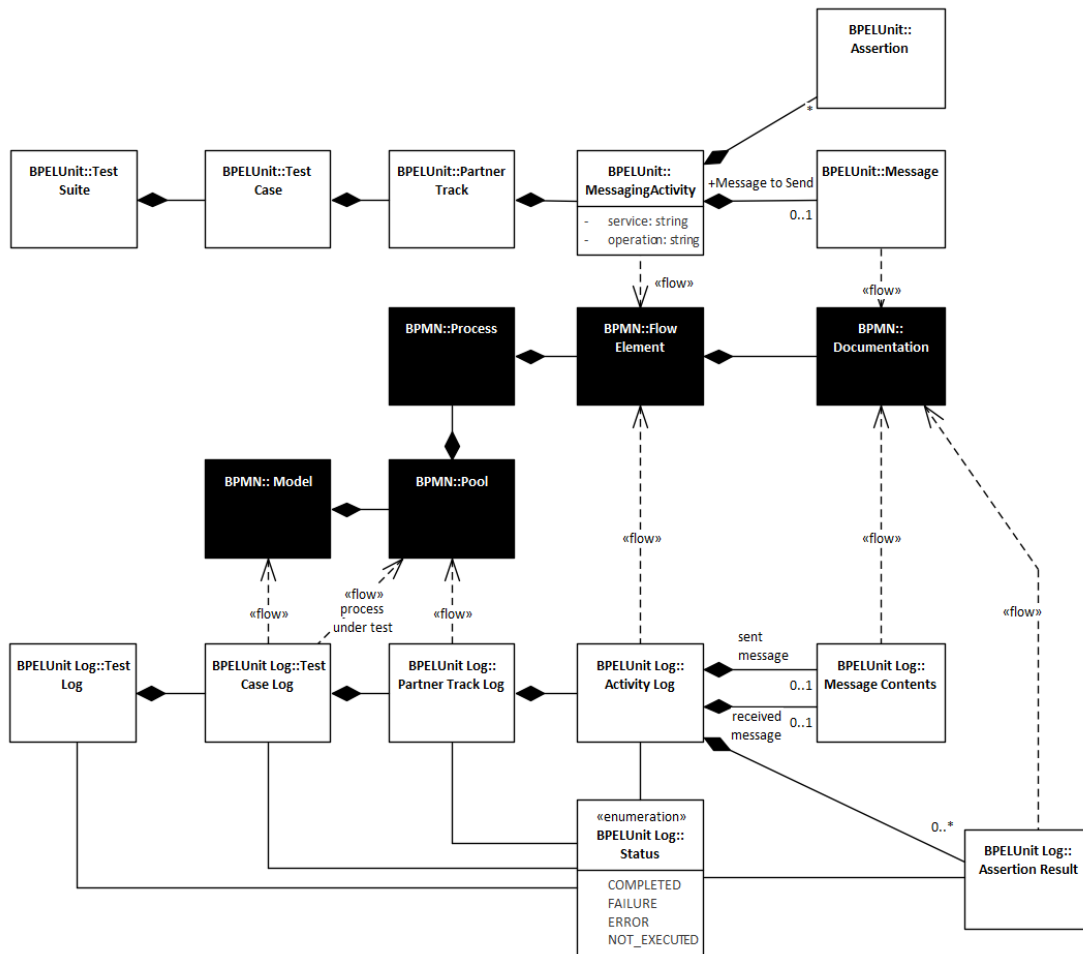 BPELUnit::
Assertion
*
BPELUnit::Test
Suite
BPELUnit::Test
Case
BPELUnit::Partner
Track
BPELUnit::
MessagingActivity
- service: string
- operation: string
+Message to Send
0..1
BPELUnit::Message
«flow»
«flow»
BPMN::Process
BPMN::Flow
Element
BPMN::
Documentation
BPMN:: Model
BPMN::Pool
«flow»
«flow»
process
under test
«flow»
«flow»
«flow»
«flow»
BPELUnit Log::Test
Log
BPELUnit Log::Test
Case Log
BPELUnit Log::
Partner Track Log
BPELUnit Log::
Activity Log
sent
message
0..1
received
message
0..1
BPELUnit Log::
Message Contents
0..*
«enumeration»
BPELUnit Log::
Status
COMPLETED
FAILURE
ERROR
NOT_EXECUTED
BPELUnit Log::
Assertion Result